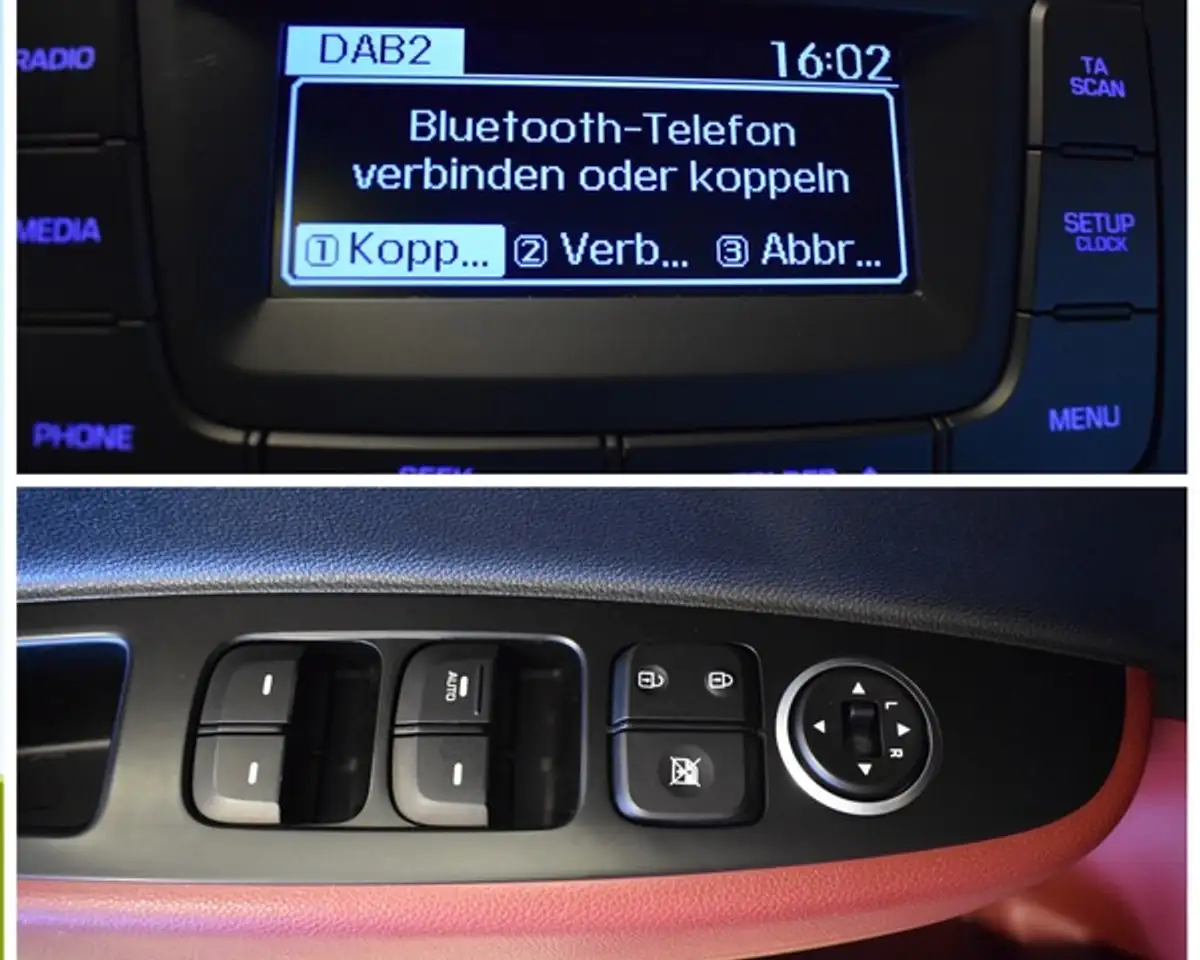 DAB2
16:02
Bluetooth-Telefon
verbinden oder koppeln
1 Kopp... 2 Verb... 3 Abbr...
RADIO
MEDIA
PHONE
TA
SCAN
SETUP
CLOCK
MENU
SEEK
AUTO
L
R